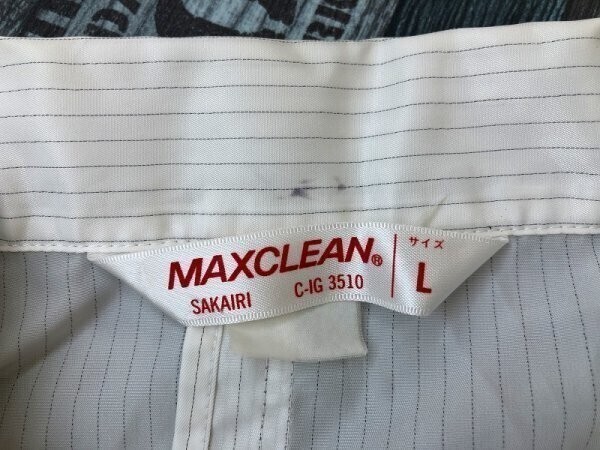 MAXCLEAN®
SAKAIRI C-IG 3510
サイズ
L